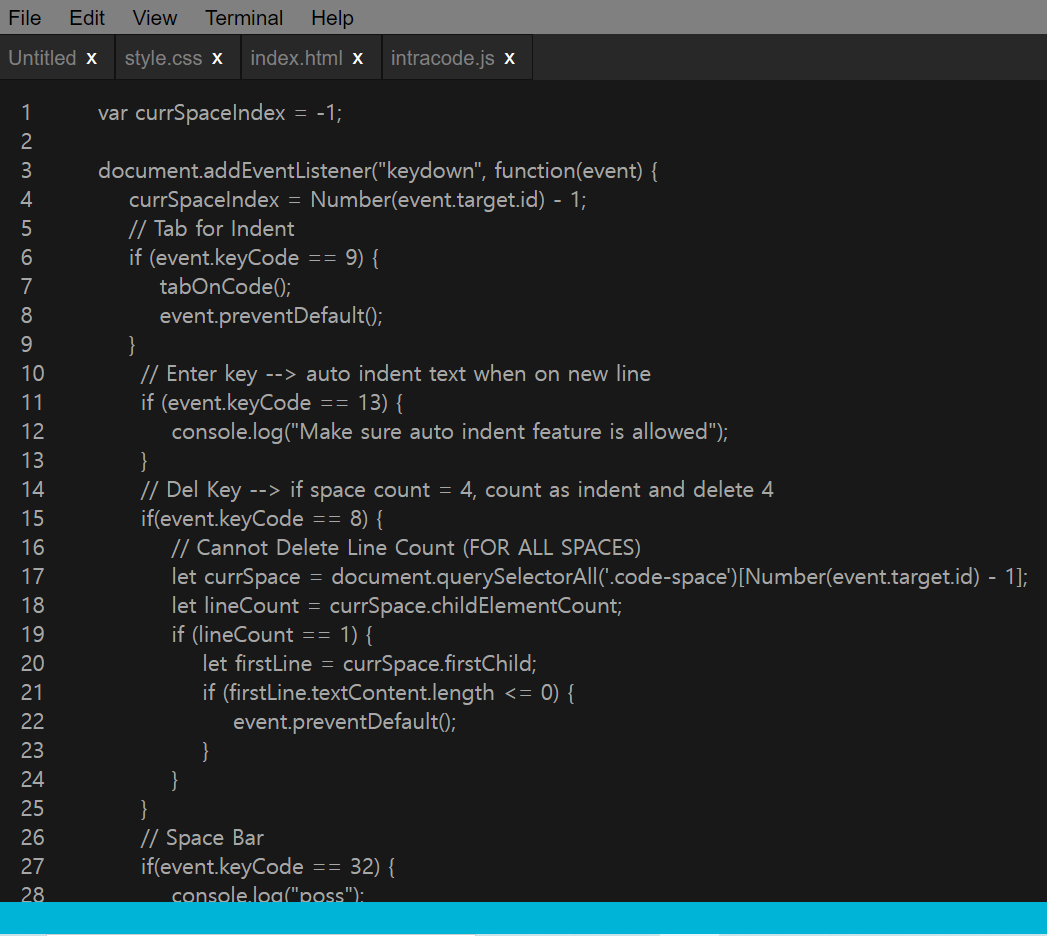 File Edit View Terminal Help
Untitled x style.css x index.html x intracode.js x
1 var currSpaceIndex = -1;
2
3 document.addEventListener("keydown", function(event) {
4 currSpaceIndex = Number(event.target.id) - 1;
5 // Tab for Indent
6 if (event.keyCode == 9) {
7 tabOnCode();
8 event.preventDefault();
9 }
10 // Enter key --> auto indent text when on new line
11 if (event.keyCode == 13) {
12 console.log("Make sure auto indent feature is allowed");
13 }
14 // Del Key --> if space count = 4, count as indent and delete 4
15 if(event.keyCode == 8) {
16 // Cannot Delete Line Count (FOR ALL SPACES)
17 let currSpace = document.querySelectorAll('.code-space')[Number(event.target.id) - 1];
18 let lineCount = currSpace.childElementCount;
19 if (lineCount == 1) {
20 let firstLine = currSpace.firstChild;
21 if (firstLine.textContent.length <= 0) {
22 event.preventDefault();
23 }
24 }
25 }
26 // Space Bar
27 if(event.keyCode == 32) {
28 console.log("poss");